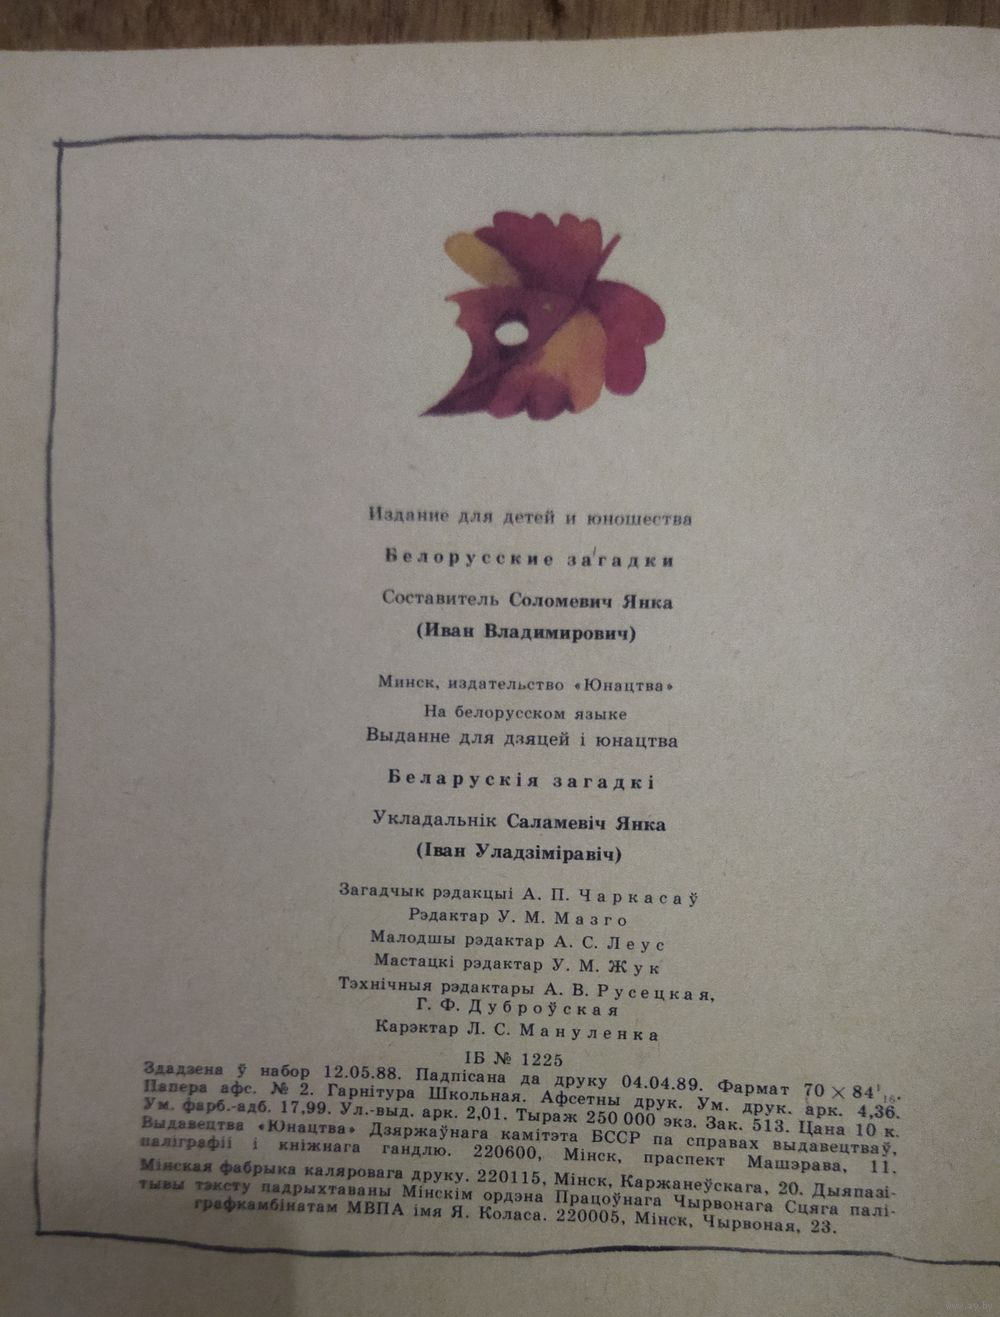 Издание для детей и юношества
Белорусские загадки
Составитель Соломевич Янка
(Иван Владимирович)
Минск, издательство «Юнацтва»
На белорусском языке
Выданне для дзяцей і юнацтва
Беларускія загадкі
Укладальнік Саламевіч Янка
(Іван Уладзіміравіч)
Загадчык рэдакцыі А. П. Чаркасаў
Рэдактар У. М. Мазго
Малодшы рэдактар А. С. Леус
Мастацкі рэдактар У. М. Жук
Тэхнічныя рэдактары А. В. Русецкая,
Г. Ф. Дуброўская
Карэктар Л. С. Мануленка
ІБ № 1225
Здадзена ў набор 12.05.88. Падпісана да друку 04.04.89. Фармат 70 × 84¹/₁₆.
Папера афс. № 2. Гарнітура Школьная. Афсетны друк. Ум. друк. арк. 4,36.
Ум. фарб.-адб. 17,99. Ул.-выд. арк. 2,01. Тыраж 250 000 экз. Зак. 513. Цана 10 к.
Выдавецтва «Юнацтва» Дзяржаўнага камітэта БССР па справах выдавецтваў,
паліграфіі і кніжнага гандлю. 220600, Мінск, праспект Машэрава, 11.
Мінская фабрыка каляровага друку. 220115, Мінск, Каржанеўскага, 20. Дыяпазі-
тывы тэксту падрыхтаваны Мінскім ордэна Працоўнага Чырвонага Сцяга палі-
графкамбінатам МВПА імя Я. Коласа. 220005, Мінск, Чырвоная, 23.
www.ay.by